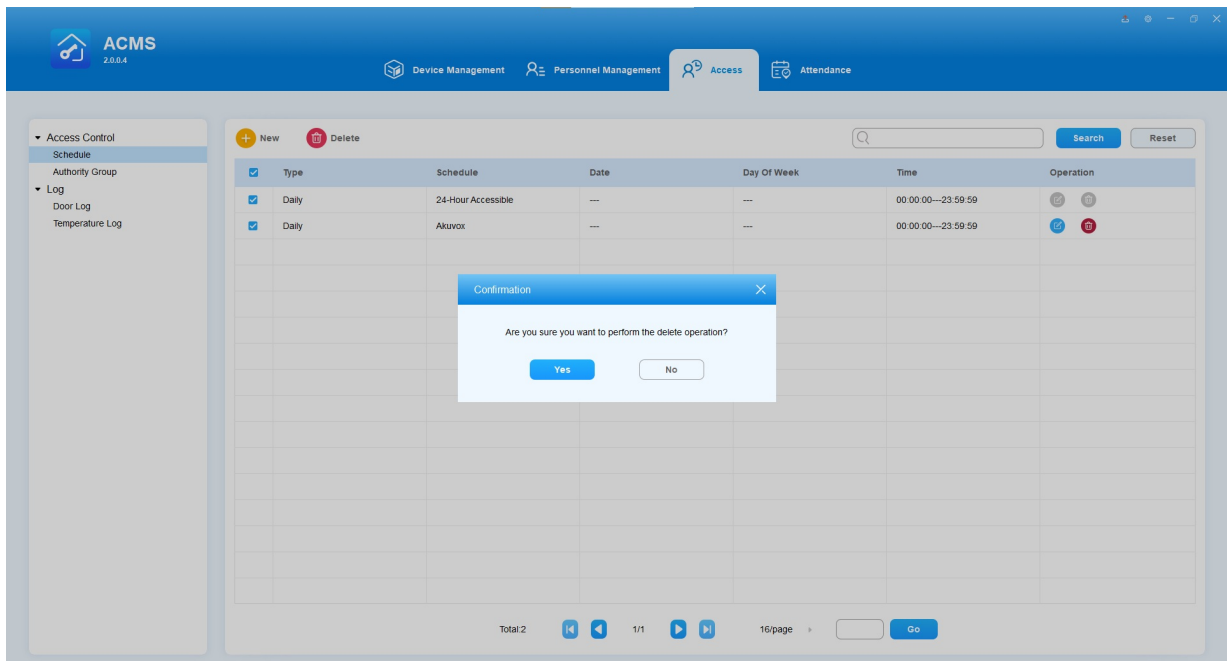 ACMS
2.0.0.4
Device Management Personnel Management Access Attendance
Access Control
Schedule
Authority Group
Log
Door Log
Temperature Log
New Delete Search Reset
Type Schedule Date Day Of Week Time Operation
Daily 24-Hour Accessible --- --- 00:00:00---23:59:59
Daily Akuvox --- --- 00:00:00---23:59:59
Confirmation
Are you sure you want to perform the delete operation?
Yes No
Total:2 1/1 16/page Go